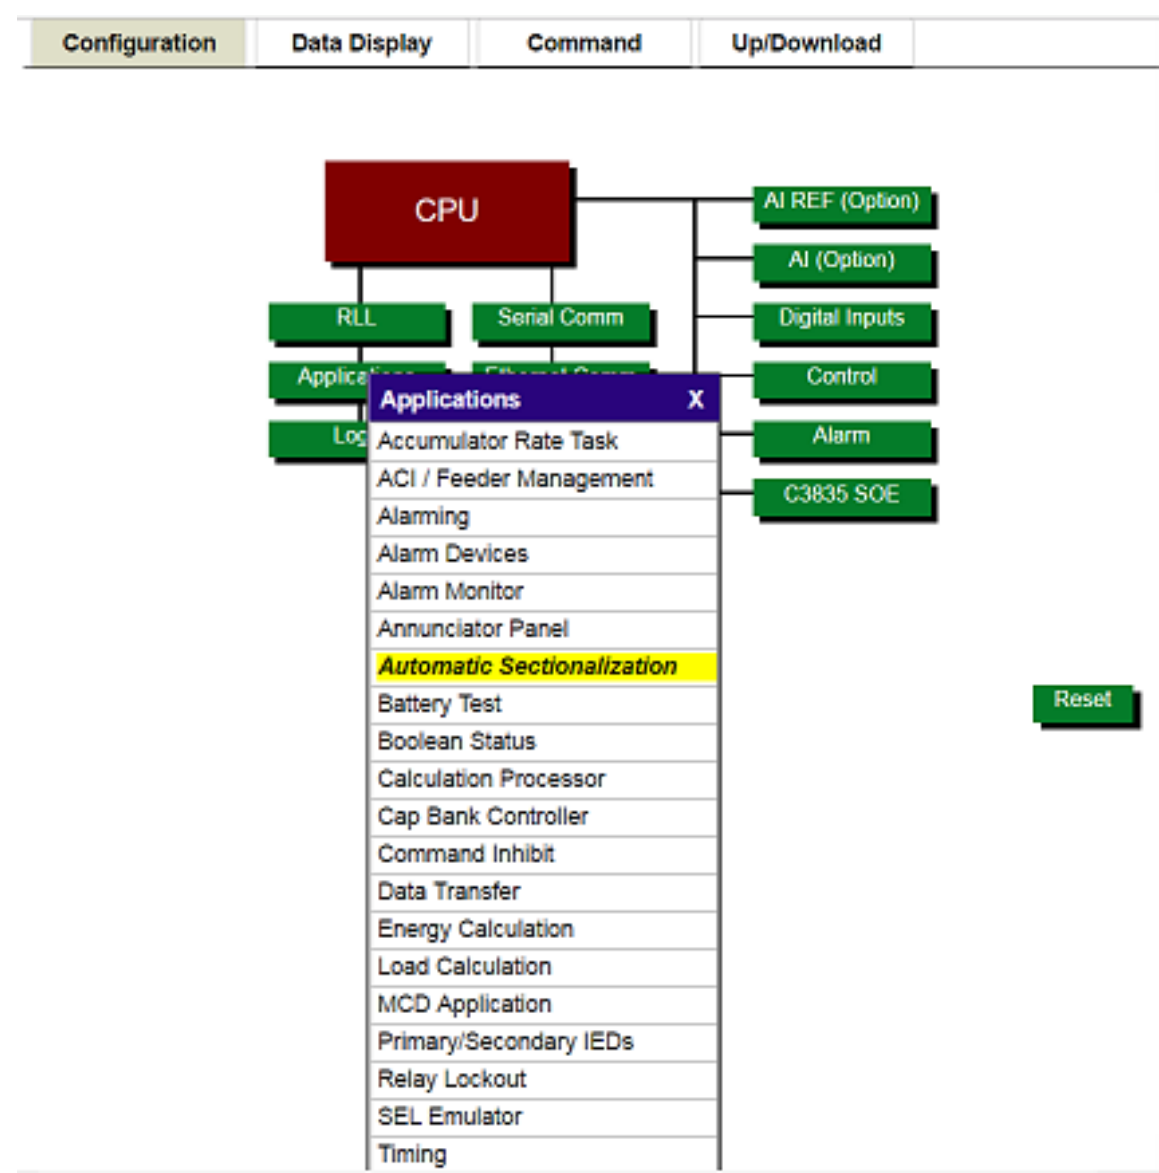 Configuration Data Display Command Up/Download
CPU
AI REF (Option)
AI (Option)
RLL Serial Comm Digital Inputs
Control
Alarm
C3835 SOE
Applications X
Accumulator Rate Task
ACI / Feeder Management
Alarming
Alarm Devices
Alarm Monitor
Annunciator Panel
Automatic Sectionalization
Battery Test
Boolean Status
Calculation Processor
Cap Bank Controller
Command Inhibit
Data Transfer
Energy Calculation
Load Calculation
MCD Application
Primary/Secondary IEDs
Relay Lockout
SEL Emulator
Timing
Reset